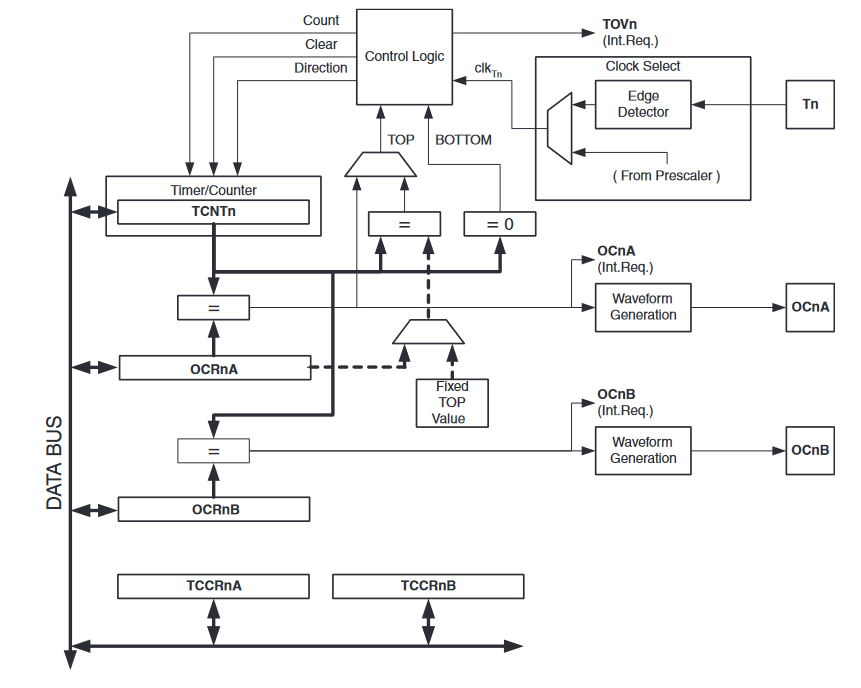 Count
Clear
Direction
Control Logic
TOVn
(Int.Req.)
clkTn
Clock Select
Edge
Detector
Tn
( From Prescaler )
TOP
BOTTOM
Timer/Counter
TCNTn
=
= 0
OCnA
(Int.Req.)
=
Waveform
Generation
OCnA
OCRnA
Fixed
TOP
Value
OCnB
(Int.Req.)
=
Waveform
Generation
OCnB
DATA BUS
OCRnB
TCCRnA
TCCRnB